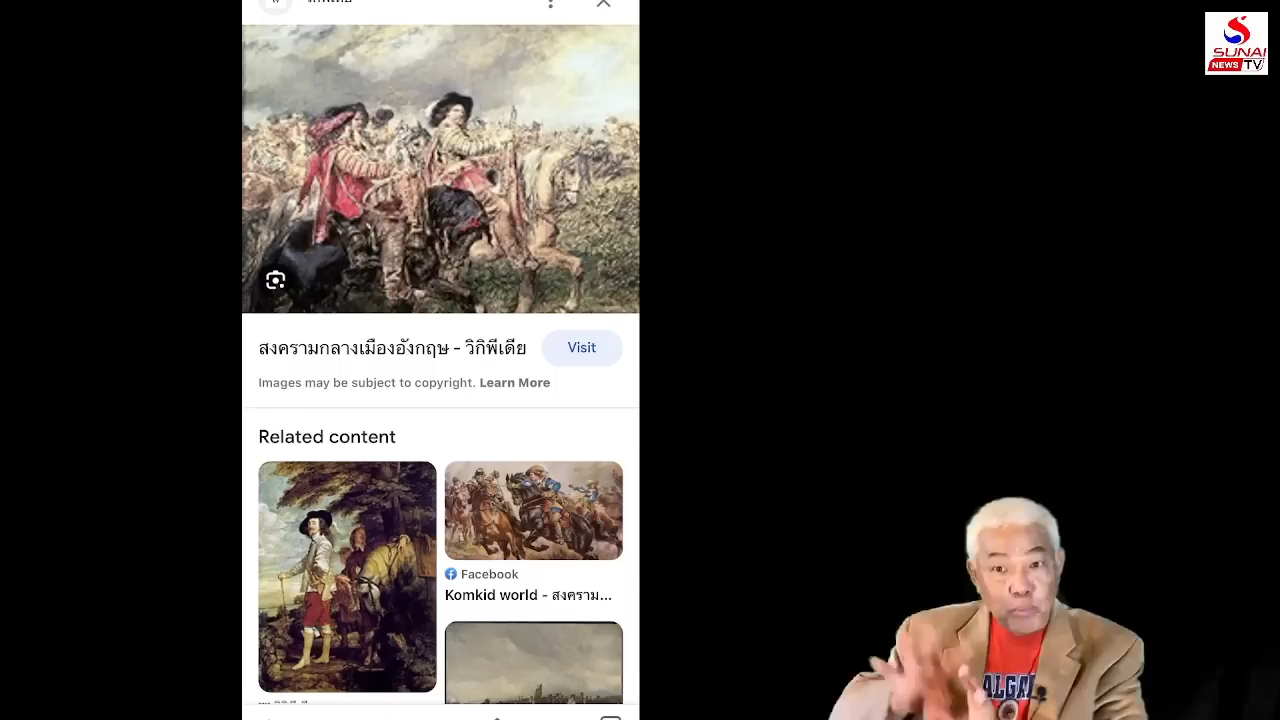 SUNAI
NEWS TV
สงครามกลางเมืองอังกฤษ - วิกิพีเดีย
Visit
Images may be subject to copyright. Learn More
Related content
Facebook
Komkid world - สงคราม...